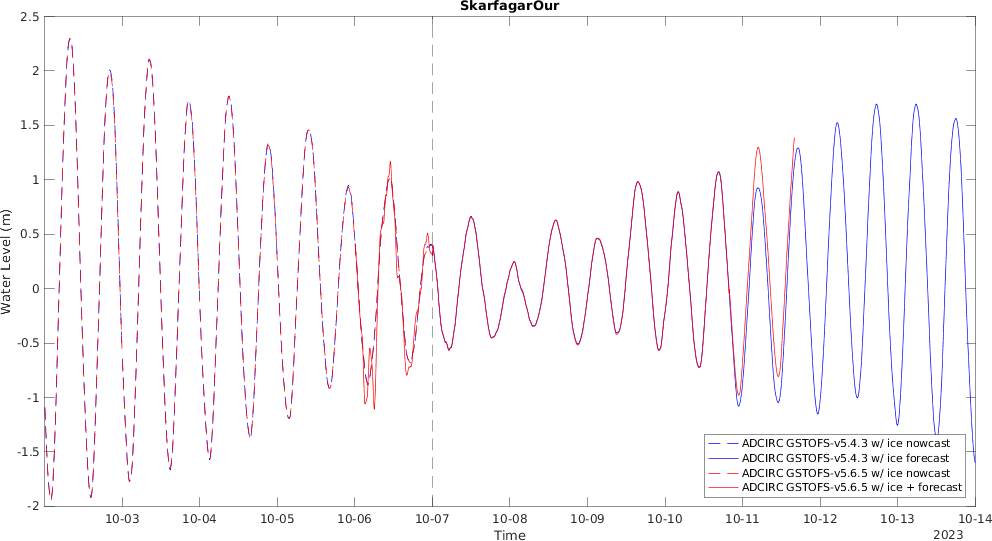 SkarfagarOur
2.5
2
1.5
1
0.5
0
-0.5
-1
-1.5
-2
Water Level (m)
10-03 10-04 10-05 10-06 10-07 10-08 10-09 10-10 10-11 10-12 10-13 10-14
Time
2023
ADCIRC GSTOFS-v5.4.3 w/ ice nowcast
ADCIRC GSTOFS-v5.4.3 w/ ice forecast
ADCIRC GSTOFS-v5.6.5 w/ ice nowcast
ADCIRC GSTOFS-v5.6.5 w/ ice + forecast